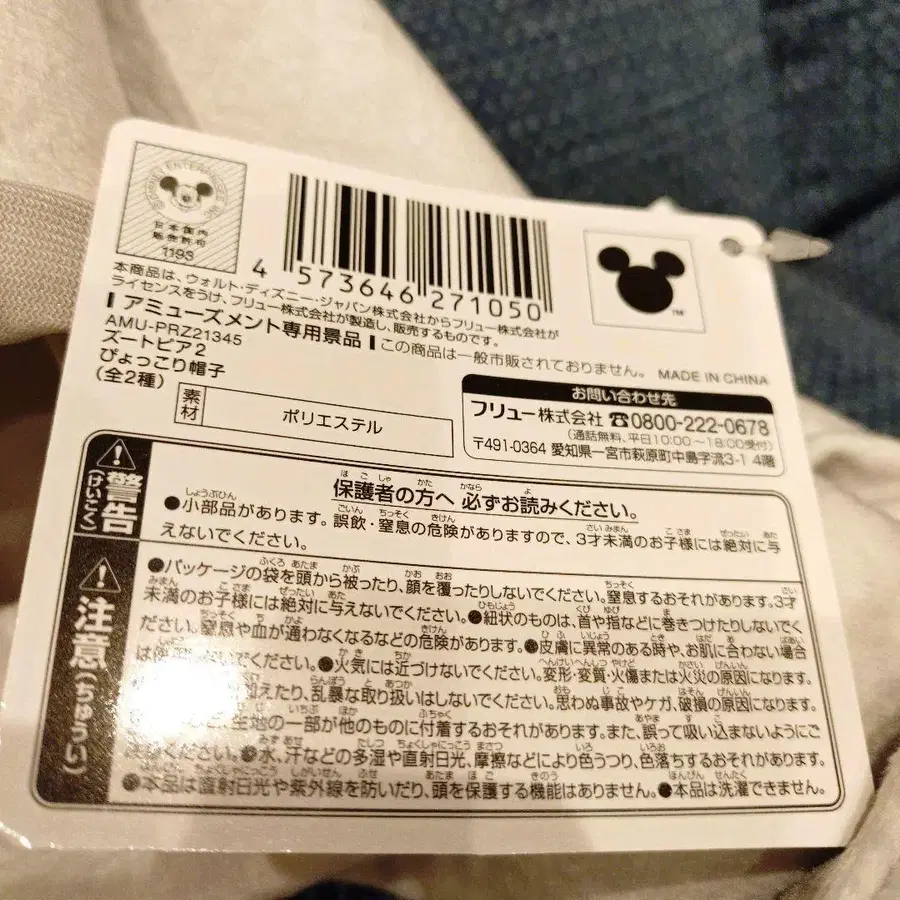 日本国内
販売許可
1193
4 573646 271050
TM
本商品は、ウォルト・ディズニー・ジャパン株式会社からフリュー株式会社が
ライセンスをうけ、フリュー株式会社が製造し、販売するものです。
アミューズメント専用景品 この商品は一般市販されておりません。 MADE IN CHINA
AMU-PRZ21345
ズートピア2
ぴょっこり帽子
(全2種)
素材 ポリエステル
お問い合わせ先
フリュー株式会社 ☎0800-222-0678
(通話無料、平日10:00~18:00受付)
〒491-0364 愛知県一宮市萩原町中島字流3-1 4階
警告(けいこく)
保護者の方へ 必ずお読みください。
●小部品があります。誤飲・窒息の危険がありますので、3才未満のお子様には絶対に与
えないでください。
注意(ちゅうい)
●パッケージの袋を頭から被ったり、顔を覆ったりしないでください。窒息するおそれがあります。3才
未満のお子様には絶対に与えないでください。●紐状のものは、首や指などに巻きつけたりしないでく
ださい。窒息や血が通わなくなるなどの危険があります。●皮膚に異常のある時や、お肌に合わない場合
は ないでください。●火気には近づけないでください。変形・変質・火傷または火災の原因になります。
加えたり、乱暴な取り扱いはしないでください。思わぬ事故やケガ、破損の原因になります。
生地の一部が他のものに付着するおそれがあります。また、誤って吸い込まないようにご
ください。●水、汗などの多湿や直射日光、摩擦などにより色うつり、色落ちするおそれがあります。
●本品は直射日光や紫外線を防いだり、頭を保護する機能はありません。●本品は洗濯できません。